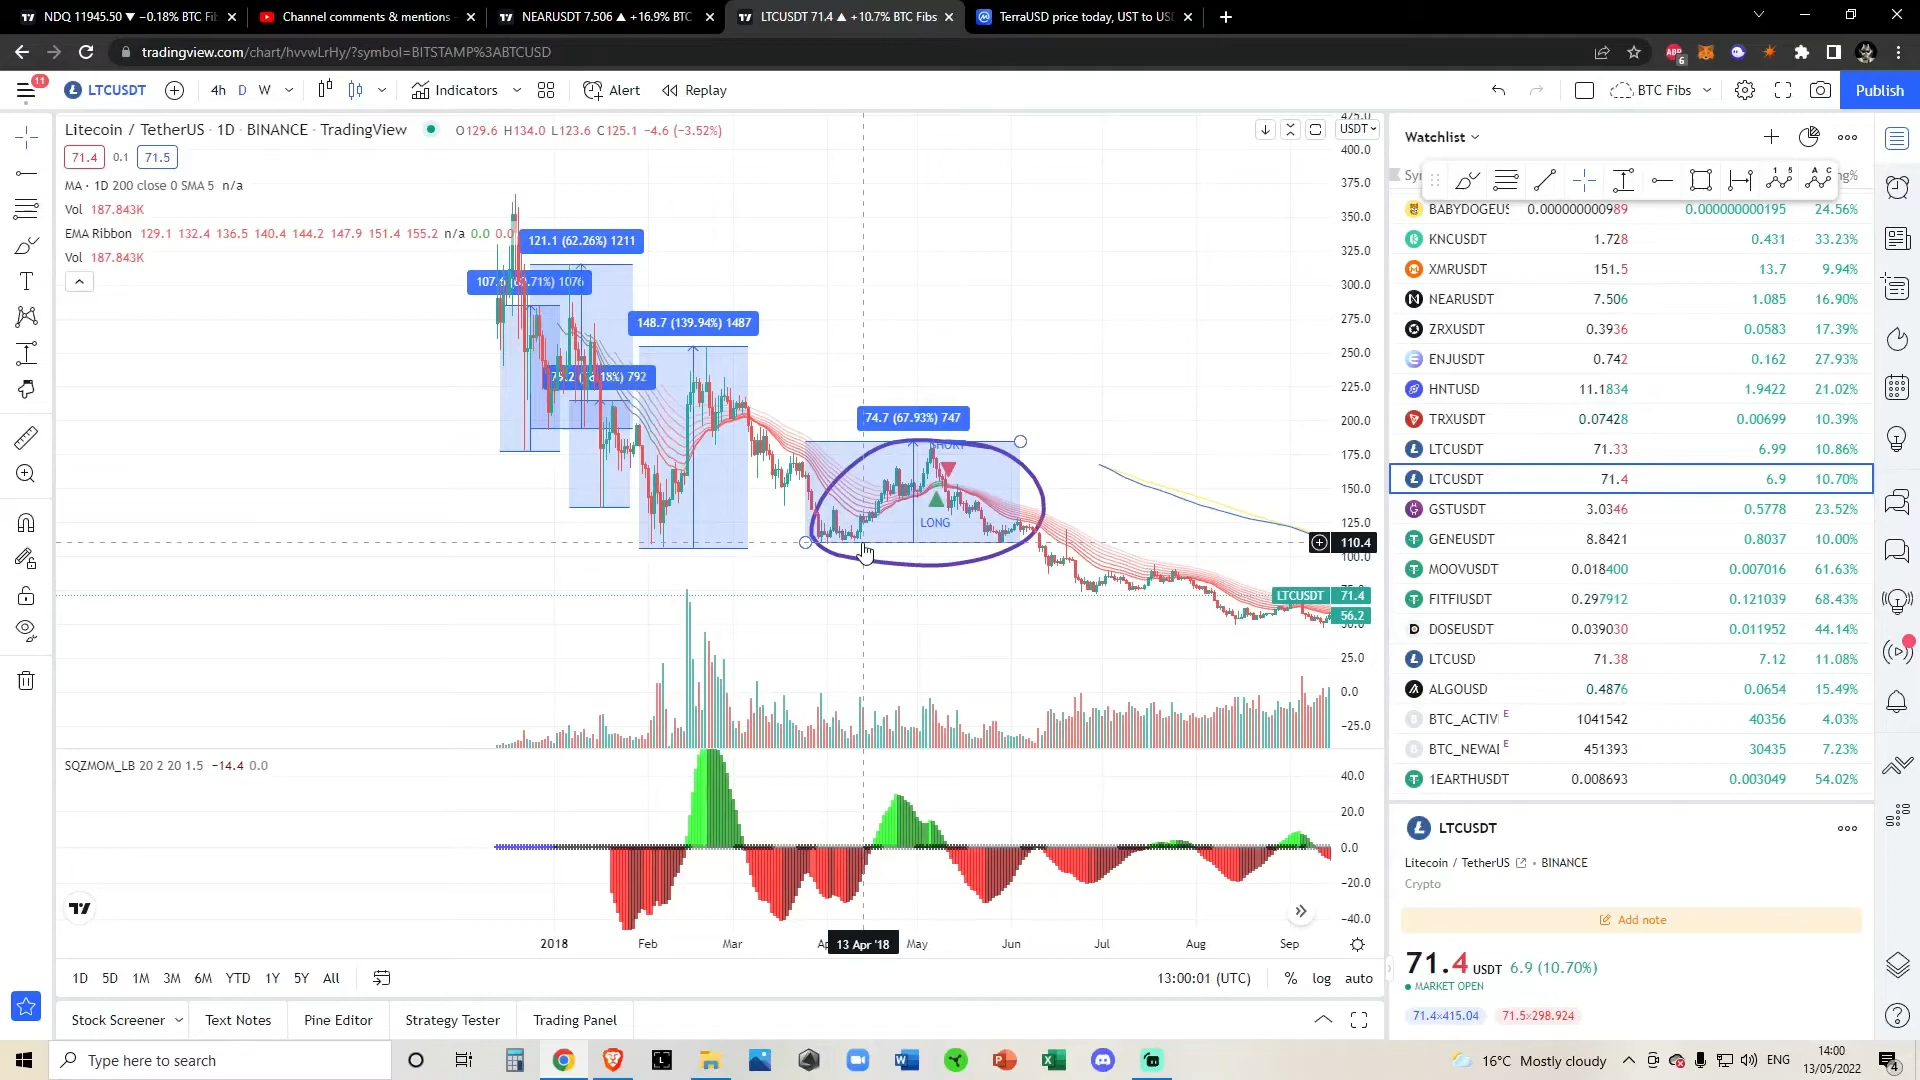 NDQ 11945.50 ▼ −0.18% BTC Fi
Channel comments & mentions -
NEARUSDT 7.506 ▲ +16.9% BTC
LTCUSDT 71.4 ▲ +10.7% BTC Fibs
TerraUSD price today, UST to US
tradingview.com/chart/hvvwLrHy/?symbol=BITSTAMP%3ABTCUSD
6
11
LTCUSDT
4h D W
Indicators
Alert
Replay
BTC Fibs
Publish
Litecoin / TetherUS · 1D · BINANCE · TradingView
O129.6 H134.0 L123.6 C125.1 −4.6 (−3.52%)
USDT
71.4 0.1 71.5
MA · 1D 200 close 0 SMA 5 n/a
Vol 187.843K
EMA Ribbon 129.1 132.4 136.5 140.4 144.2 147.9 151.4 155.2 n/a 0.0 0.0
Vol 187.843K
121.1 (62.26%) 1211
148.7 (139.94%) 1487
74.7 (67.93%) 747
SHORT
LONG
400.0
375.0
350.0
325.0
300.0
275.0
250.0
225.0
200.0
175.0
150.0
125.0
110.4
100.0
LTCUSDT 71.4
56.2
25.0
0.0
−25.0
SQZMOM_LB 20 2 20 1.5 −14.4 0.0
40.0
20.0
0.0
−20.0
−40.0
2018 Feb Mar 13 Apr '18 May Jun Jul Aug Sep
1D 5D 1M 3M 6M YTD 1Y 5Y All
13:00:01 (UTC) % log auto
Stock Screener Text Notes Pine Editor Strategy Tester Trading Panel
Watchlist
BABYDOGEUS 0.000000000989 0.000000000195 24.56%
KNCUSDT 1.728 0.431 33.23%
XMRUSDT 151.5 13.7 9.94%
NEARUSDT 7.506 1.085 16.90%
ZRXUSDT 0.3936 0.0583 17.39%
ENJUSDT 0.742 0.162 27.93%
HNTUSD 11.1834 1.9422 21.02%
TRXUSDT 0.07428 0.00699 10.39%
LTCUSDT 71.33 6.99 10.86%
LTCUSDT 71.4 6.9 10.70%
GSTUSDT 3.0346 0.5778 23.52%
GENEUSDT 8.8421 0.8037 10.00%
MOOVUSDT 0.018400 0.007016 61.63%
FITFIUSDT 0.297912 0.121039 68.43%
DOSEUSDT 0.039030 0.011952 44.14%
LTCUSD 71.38 7.12 11.08%
ALGOUSD 0.4876 0.0654 15.49%
BTC_ACTIV E 1041542 40356 4.03%
BTC_NEWAI E 451393 30435 7.23%
1EARTHUSDT 0.008693 0.003049 54.02%
LTCUSDT
Litecoin / TetherUS • BINANCE
Crypto
Add note
71.4 USDT 6.9 (10.70%)
MARKET OPEN
71.4×415.04 71.5×298.924
Type here to search
16°C Mostly cloudy
ENG
14:00
13/05/2022
4